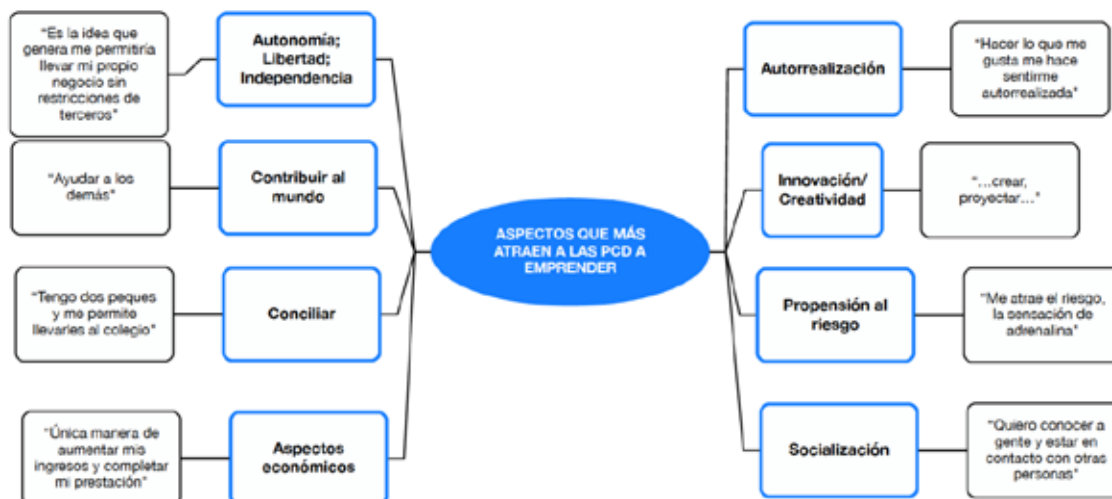 "Es la idea que
genera me permitiría
llevar mi propio
negocio sin
restricciones de
terceros"
Autonomía;
Libertad;
Independencia
"Ayudar a los
demás"
Contribuir al
mundo
"Tengo dos peques
y me permite
llevarles al colegio"
Conciliar
"Única manera de
aumentar mis
ingresos y completar
mi prestación"
Aspectos
económicos
ASPECTOS QUE MÁS
ATRAEN A LAS PCD A
EMPRENDER
Autorrealización
"Hacer lo que me
gusta me hace
sentirme
autorrealizada"
Innovación/
Creatividad
"...crear,
proyectar..."
Propensión al
riesgo
"Me atrae el riesgo,
la sensación de
adrenalina"
Socialización
"Quiero conocer a
gente y estar en
contacto con otras
personas"